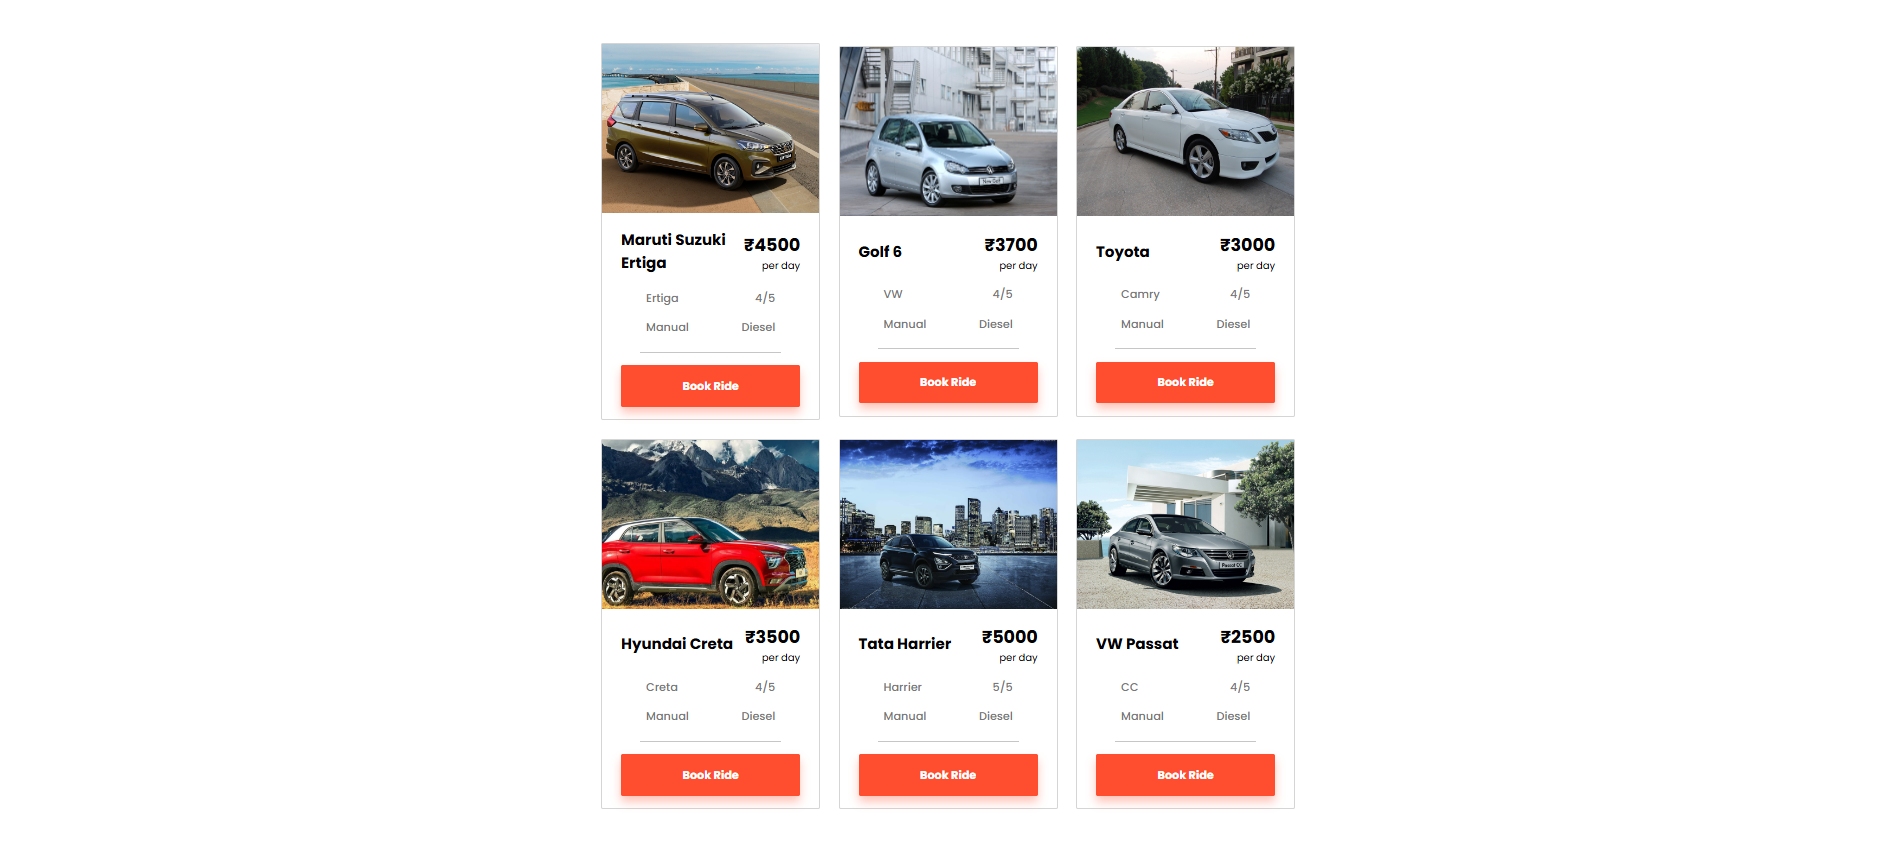 Maruti Suzuki
Ertiga
₹4500
per day
Ertiga
4/5
Manual
Diesel
Book Ride
Golf 6
₹3700
per day
VW
4/5
Manual
Diesel
Book Ride
Toyota
₹3000
per day
Camry
4/5
Manual
Diesel
Book Ride
Hyundai Creta
₹3500
per day
Creta
4/5
Manual
Diesel
Book Ride
Tata Harrier
₹5000
per day
Harrier
5/5
Manual
Diesel
Book Ride
Passat CC
VW Passat
₹2500
per day
CC
4/5
Manual
Diesel
Book Ride